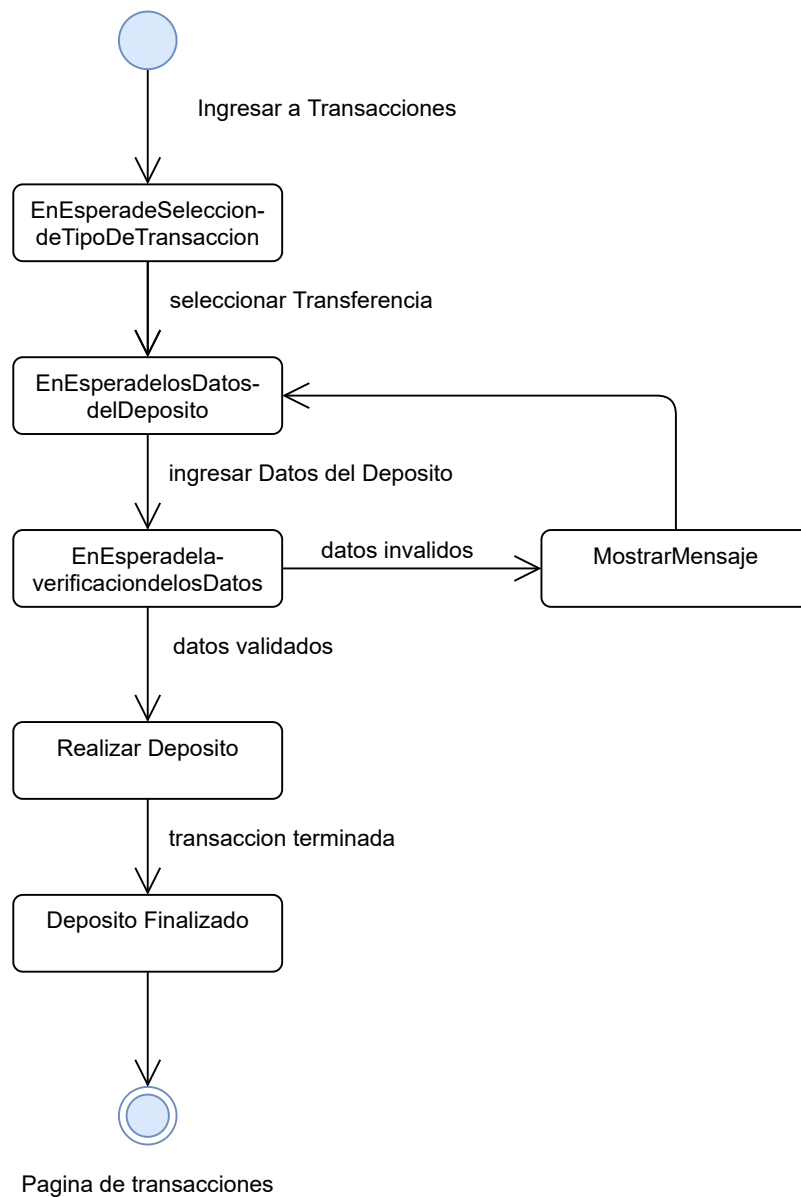 Ingresar a Transacciones
EnEsperadeSeleccion-
deTipoDeTransaccion
seleccionar Transferencia
EnEsperadelosDatos-
delDeposito
ingresar Datos del Deposito
EnEsperadela-
verificaciondelosDatos
datos invalidos
MostrarMensaje
datos validados
Realizar Deposito
transaccion terminada
Deposito Finalizado
Pagina de transacciones